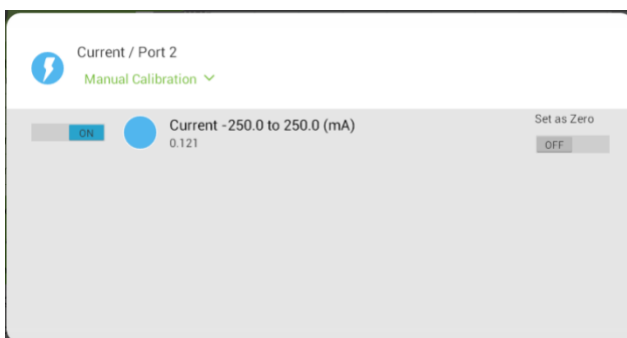 Current / Port 2
Manual Calibration
ON
Current -250.0 to 250.0 (mA)
0.121
Set as Zero
OFF